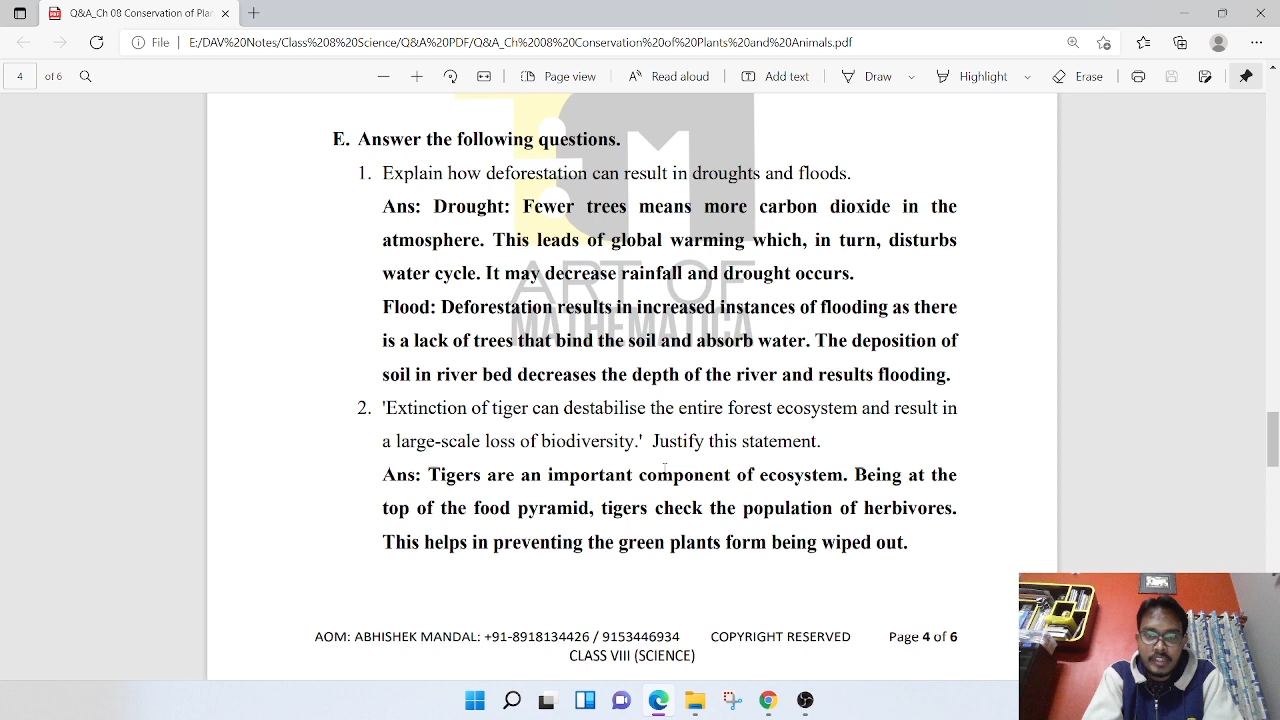 Q&A_Ch 08 Conservation of Plan
File | E:/DAV%20Notes/Class%208%20Science/Q&A%20PDF/Q&A_Ch%2008%20Conservation%20of%20Plants%20and%20Animals.pdf
4 of 6 Page view Read aloud Add text Draw Highlight Erase
E. Answer the following questions.
1. Explain how deforestation can result in droughts and floods.
Ans: Drought: Fewer trees means more carbon dioxide in the
atmosphere. This leads of global warming which, in turn, disturbs
water cycle. It may decrease rainfall and drought occurs.
Flood: Deforestation results in increased instances of flooding as there
is a lack of trees that bind the soil and absorb water. The deposition of
soil in river bed decreases the depth of the river and results flooding.
2. 'Extinction of tiger can destabilise the entire forest ecosystem and result in
a large-scale loss of biodiversity.' Justify this statement.
Ans: Tigers are an important component of ecosystem. Being at the
top of the food pyramid, tigers check the population of herbivores.
This helps in preventing the green plants form being wiped out.
ART OF
MATHEMATICA
AOM: ABHISHEK MANDAL: +91-8918134426 / 9153446934 COPYRIGHT RESERVED Page 4 of 6
CLASS VIII (SCIENCE)